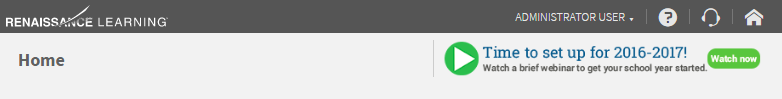 RENAISSANCE LEARNING
ADMINISTRATOR USER
?
Home
Time to set up for 2016-2017!
Watch a brief webinar to get your school year started.
Watch now